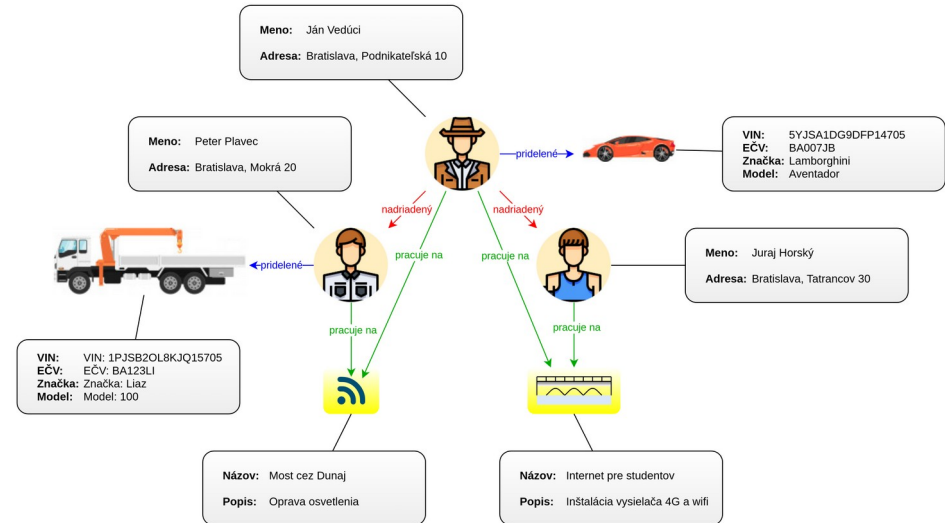 Meno: Ján Vedúci
Adresa: Bratislava, Podnikateľská 10
Meno: Peter Plavec
Adresa: Bratislava, Mokrá 20
VIN: 5YJSA1DG9DFP14705
EČV: BA007JB
Značka: Lamborghini
Model: Aventador
pridelené
nadriadený
nadriadený
pracuje na
pracuje na
Meno: Juraj Horský
Adresa: Bratislava, Tatrancov 30
pridelené
pracuje na
pracuje na
VIN: VIN: 1PJSB2OL8KJQ15705
EČV: EČV: BA123LI
Značka: Značka: Liaz
Model: Model: 100
Názov: Most cez Dunaj
Popis: Oprava osvetlenia
Názov: Internet pre studentov
Popis: Inštalácia vysielača 4G a wifi